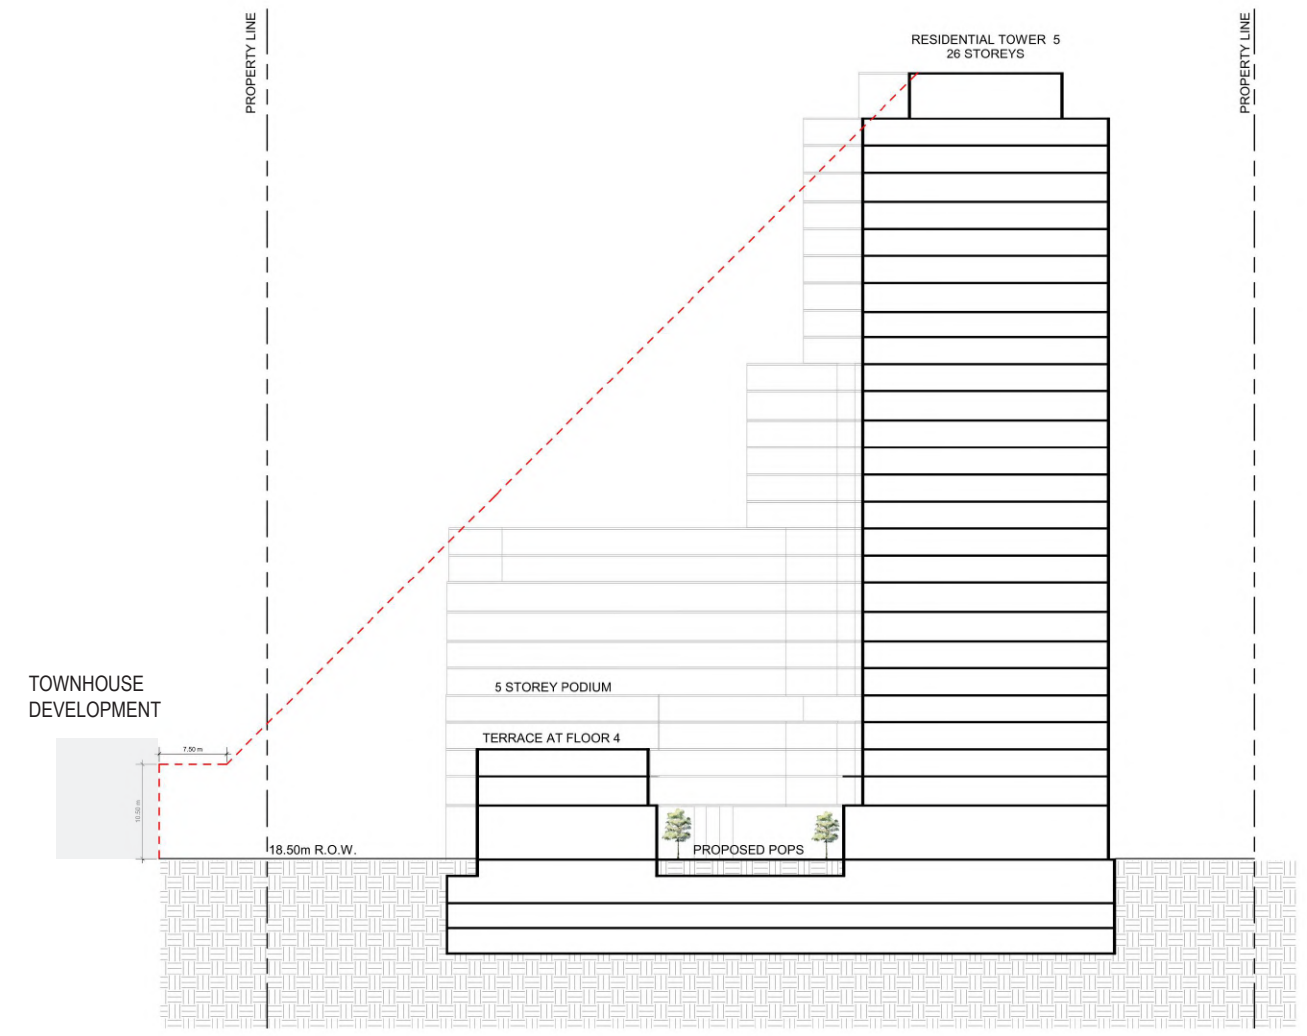 PROPERTY LINE
RESIDENTIAL TOWER 5
26 STOREYS
PROPERTY LINE
TOWNHOUSE
DEVELOPMENT
5 STOREY PODIUM
TERRACE AT FLOOR 4
7.50 m
10.50 m
18.50m R.O.W.
PROPOSED POPS